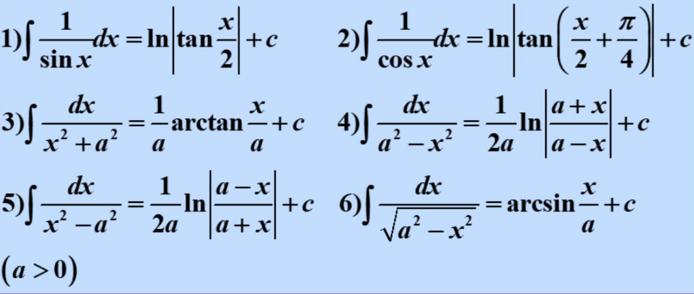 1)∫ 1/(sin x) dx = ln|tan x/2| + c    2)∫ 1/(cos x) dx = ln|tan(x/2 + π/4)| + c
3)∫ dx/(x² + a²) = 1/a arctan x/a + c    4)∫ dx/(a² − x²) = 1/(2a) ln|(a + x)/(a − x)| + c
5)∫ dx/(x² − a²) = 1/(2a) ln|(a − x)/(a + x)| + c    6)∫ dx/√(a² − x²) = arcsin x/a + c
(a > 0)